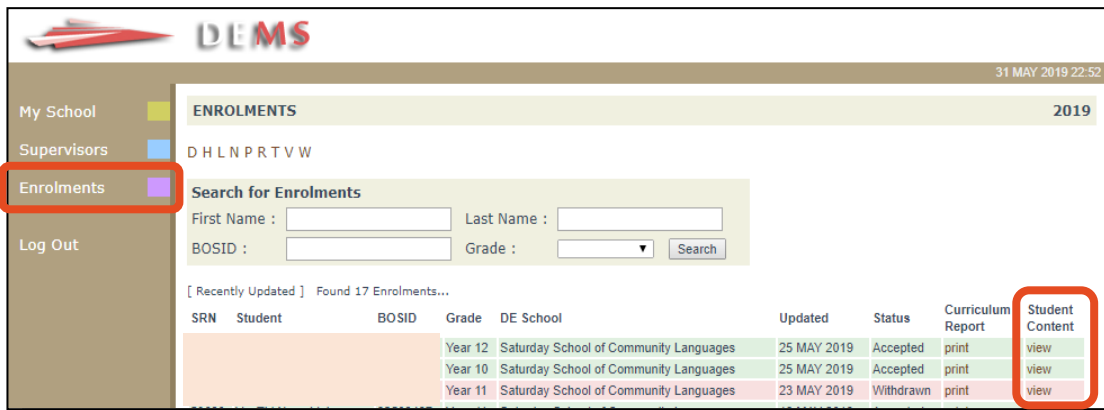 DEMS
31 MAY 2019 22:52
My School
Supervisors
Enrolments
Log Out
ENROLMENTS 2019
D H L N P R T V W
Search for Enrolments
First Name : Last Name :
BOSID : Grade : Search
[ Recently Updated ] Found 17 Enrolments...
SRN Student BOSID Grade DE School Updated Status Curriculum Report Student Content
Year 12 Saturday School of Community Languages 25 MAY 2019 Accepted print view
Year 10 Saturday School of Community Languages 25 MAY 2019 Accepted print view
Year 11 Saturday School of Community Languages 23 MAY 2019 Withdrawn print view